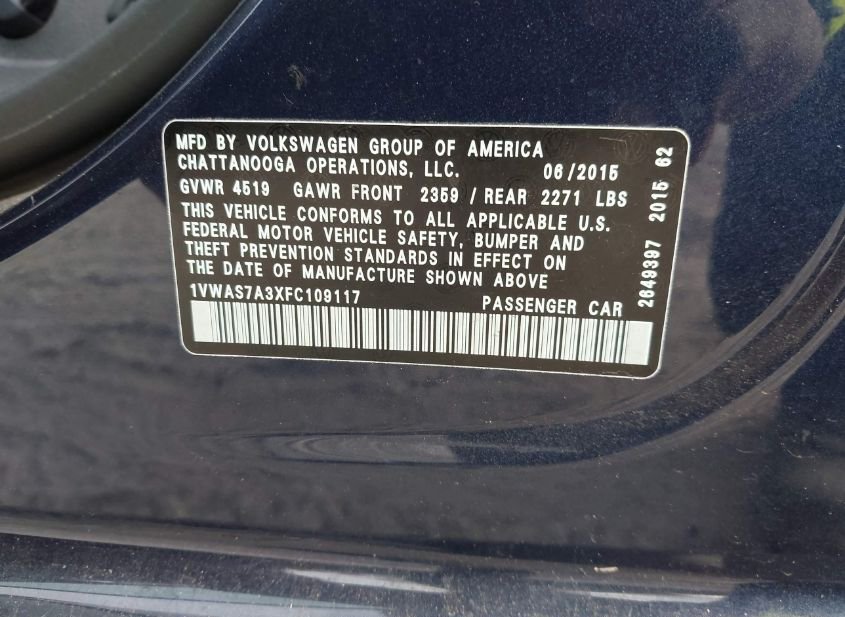 MFD BY VOLKSWAGEN GROUP OF AMERICA
CHATTANOOGA OPERATIONS, LLC. 06/2015
GVWR 4519 GAWR FRONT 2359 / REAR 2271 LBS
THIS VEHICLE CONFORMS TO ALL APPLICABLE U.S.
FEDERAL MOTOR VEHICLE SAFETY, BUMPER AND
THEFT PREVENTION STANDARDS IN EFFECT ON
THE DATE OF MANUFACTURE SHOWN ABOVE
1VWAS7A3XFC109117 PASSENGER CAR
2649397 2015 62